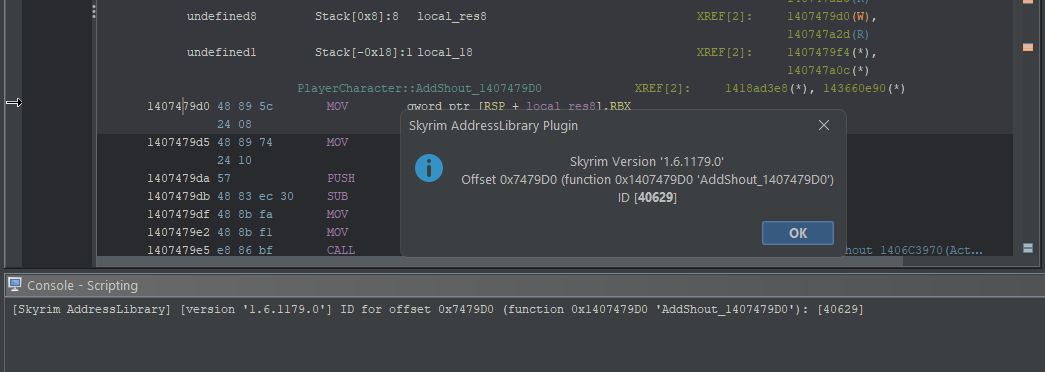 undefined8 Stack[0x8]:8 local_res8 XREF[2]: 1407479d0(W),
140747a2d(R)
undefined1 Stack[-0x18]:1 local_18 XREF[2]: 1407479f4(*),
140747a0c(*)
PlayerCharacter::AddShout_1407479D0 XREF[2]: 1418ad3e8(*), 143660e90(*)
1407479d0 48 89 5c MOV qword ptr [RSP + local_res8],RBX
24 08
1407479d5 48 89 74 MOV
24 10
1407479da 57 PUSH
1407479db 48 83 ec 30 SUB
1407479df 48 8b fa MOV
1407479e2 48 8b f1 MOV
1407479e5 e8 86 bf CALL hout_1406C3970(Act...
Skyrim AddressLibrary Plugin
Skyrim Version '1.6.1179.0'
Offset 0x7479D0 (function 0x1407479D0 'AddShout_1407479D0')
ID [40629]
OK
Console - Scripting
[Skyrim AddressLibrary] [version '1.6.1179.0'] ID for offset 0x7479D0 (function 0x1407479D0 'AddShout_1407479D0'): [40629]